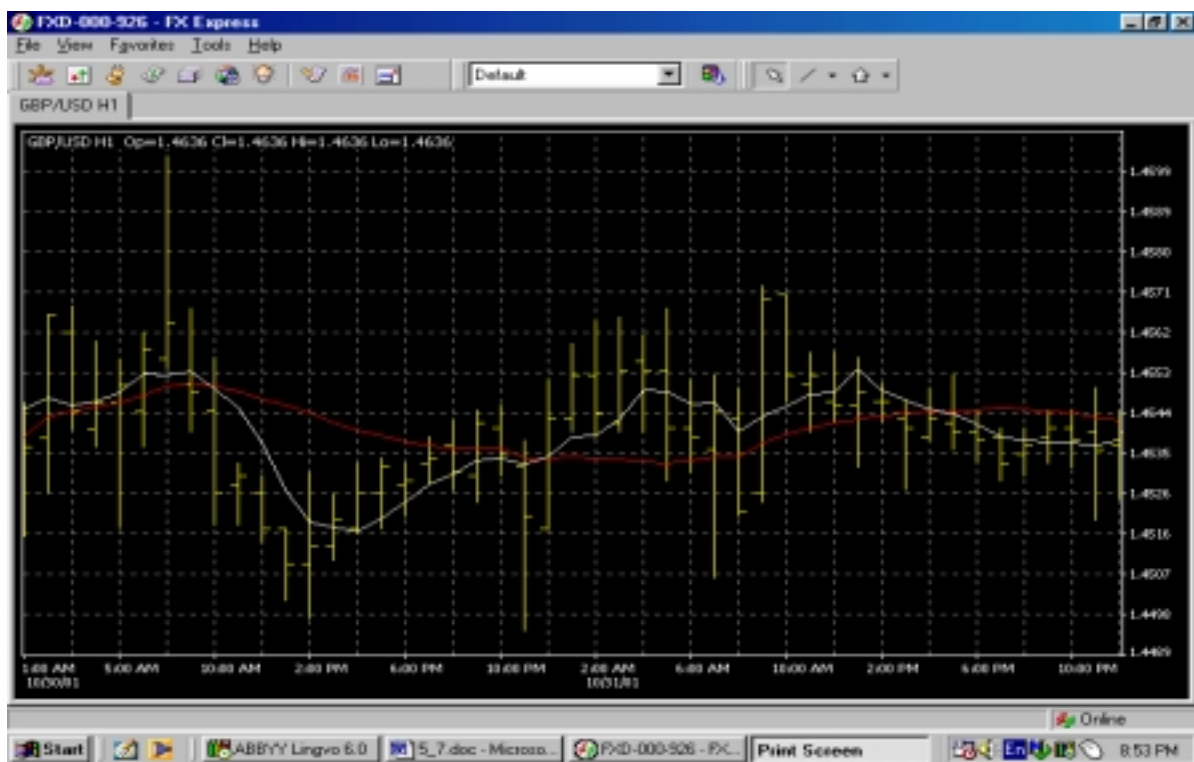 FXD-000-926 - FX Express
File View Favorites Tools Help
Default
GBP/USD H1
GBP/USD H1 Op=1.4636 Cl=1.4636 Hi=1.4636 Lo=1.4636
1.4599
1.4589
1.4580
1.4571
1.4562
1.4553
1.4544
1.4535
1.4526
1.4516
1.4507
1.4498
1.4489
1:00 AM 5:00 AM 10:00 AM 2:00 PM 6:00 PM 10:00 PM 2:00 AM 6:00 AM 10:00 AM 2:00 PM 6:00 PM 10:00 PM
10/30/01 10/31/01
Online
Start ABBYY Lingvo 6.0 5_7.doc - Microso... FXD-000-926 - FX... Print Screen En 8:53 PM